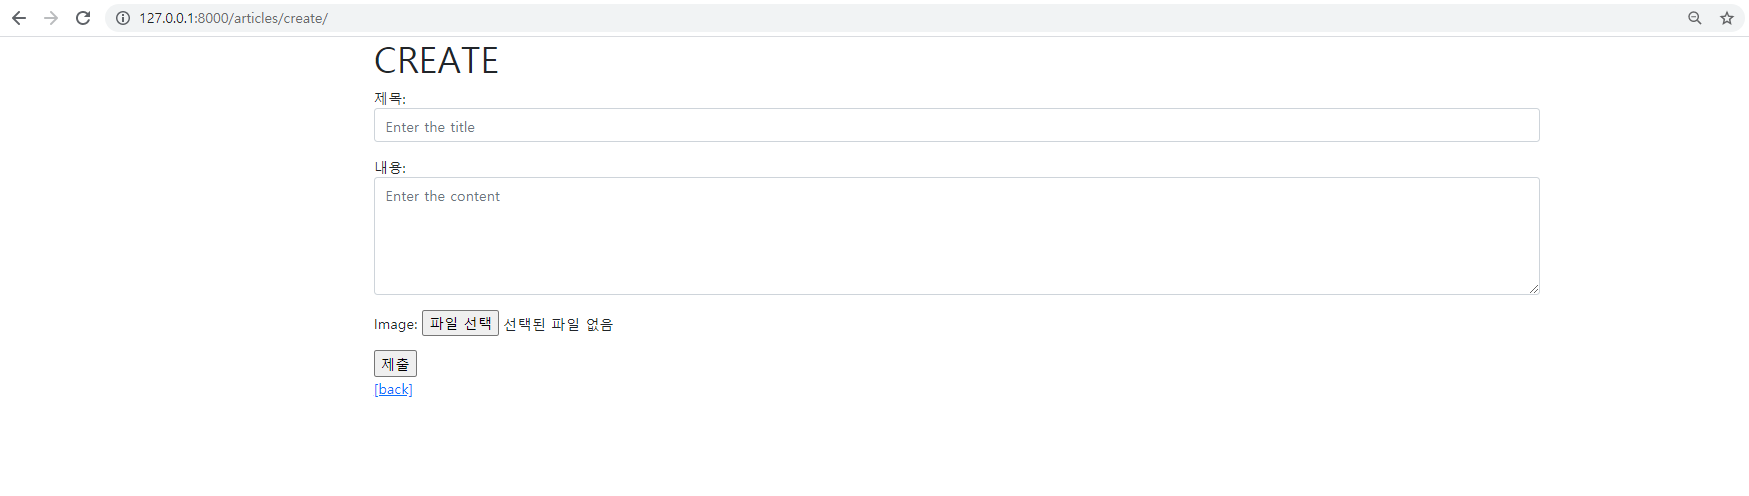 127.0.0.1:8000/articles/create/
CREATE
제목:
Enter the title
내용:
Enter the content
Image: 파일 선택 선택된 파일 없음
제출
[back]